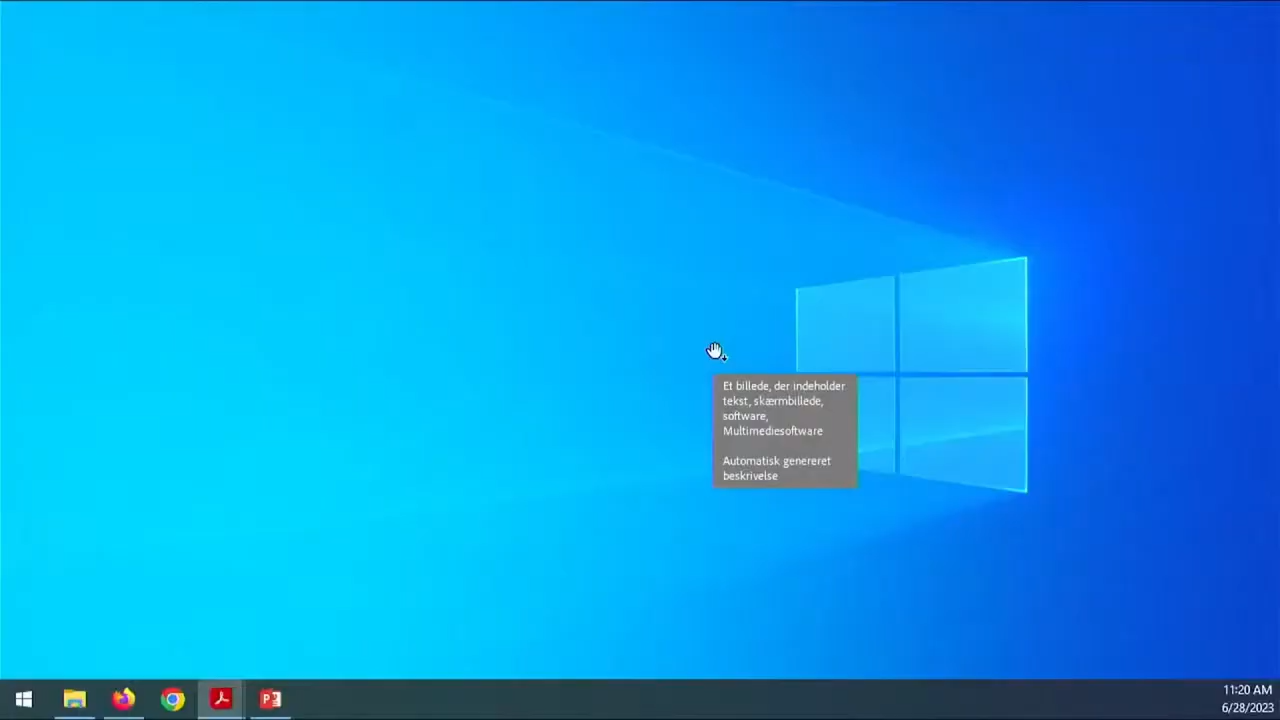 Et billede, der indeholder
tekst, skærmbillede,
software,
Multimediesoftware
Automatisk genereret
beskrivelse
11:20 AM
6/28/2023